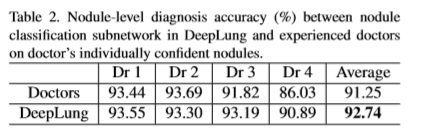 Table 2. Nodule-level diagnosis accuracy (%) between nodule
classification subnetwork in DeepLung and experienced doctors
on doctor's individually confident nodules.
Dr 1 Dr 2 Dr 3 Dr 4 Average
Doctors 93.44 93.69 91.82 86.03 91.25
DeepLung 93.55 93.30 93.19 90.89 92.74